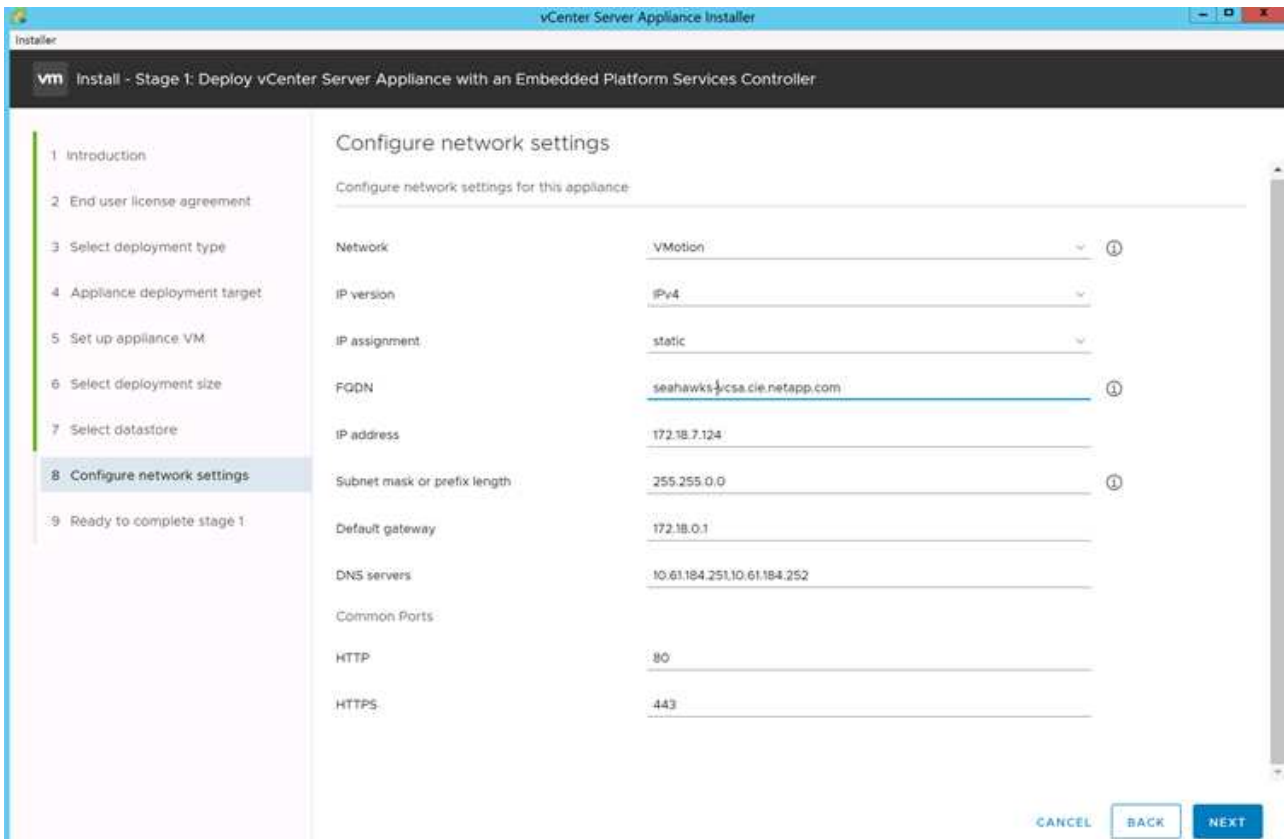 vCenter Server Appliance Installer
Installer
vm Install - Stage 1: Deploy vCenter Server Appliance with an Embedded Platform Services Controller
1 Introduction
2 End user license agreement
3 Select deployment type
4 Appliance deployment target
5 Set up appliance VM
6 Select deployment size
7 Select datastore
8 Configure network settings
9 Ready to complete stage 1
Configure network settings
Configure network settings for this appliance
Network VMotion
IP version IPv4
IP assignment static
FQDN seahawks-vcsa.cie.netapp.com
IP address 172.18.7.124
Subnet mask or prefix length 255.255.0.0
Default gateway 172.18.0.1
DNS servers 10.61.184.251,10.61.184.252
Common Ports
HTTP 80
HTTPS 443
CANCEL BACK NEXT